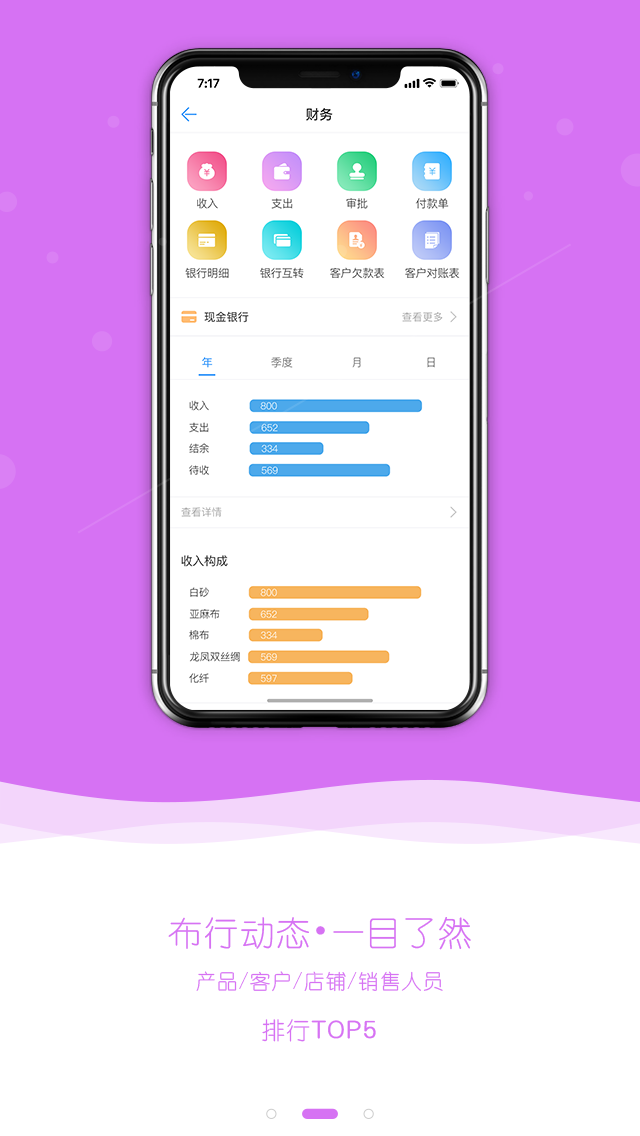 7:17
财务
收入 支出 审批 付款单
银行明细 银行互转 客户欠款表 客户对账表
现金银行 查看更多
年 季度 月 日
收入 800
支出 652
结余 334
待收 569
查看详情
收入构成
白砂 800
亚麻布 652
棉布 334
龙凤双丝绸 569
化纤 597
布行动态•一目了然
产品/客户/店铺/销售人员
排行TOP5